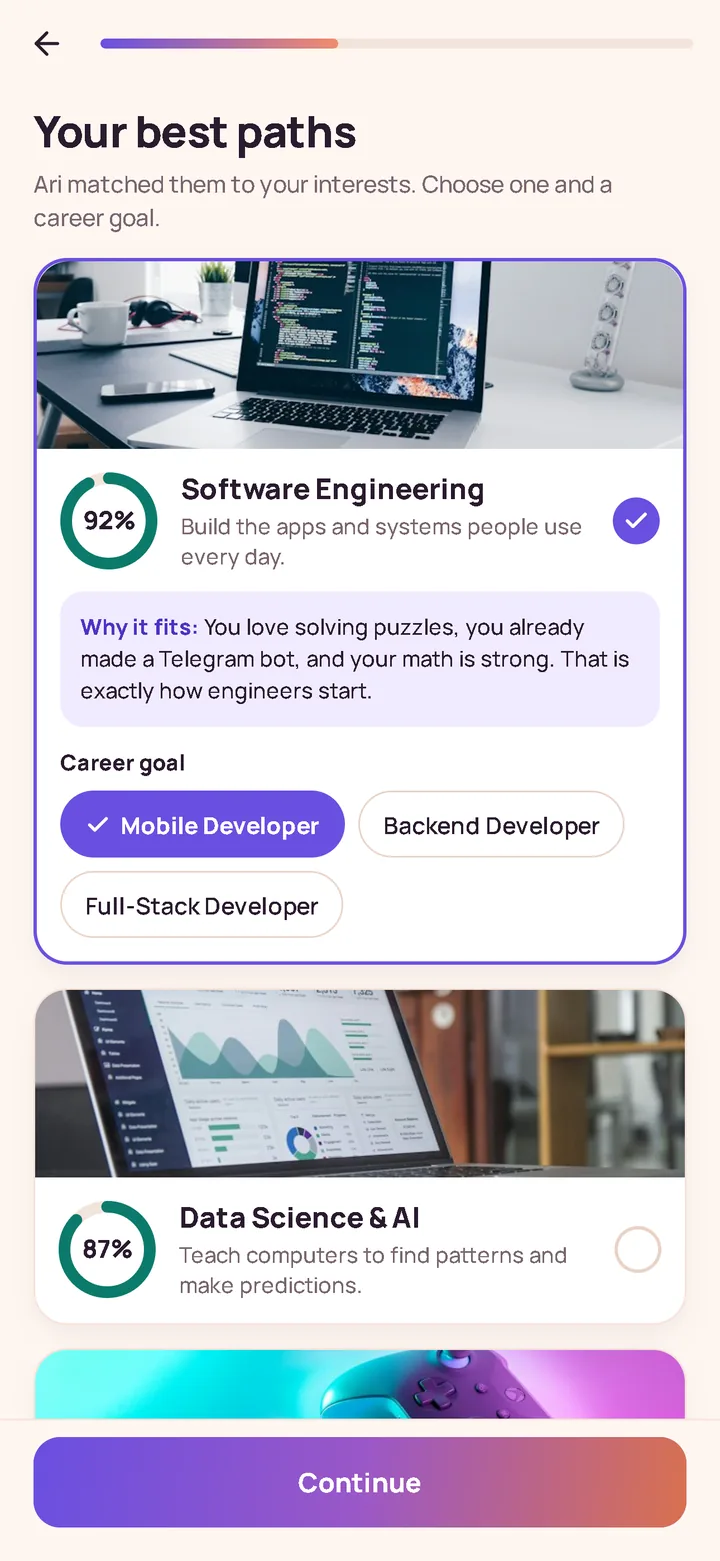 Your best paths
Ari matched them to your interests. Choose one and a
career goal.
92%
Software Engineering
Build the apps and systems people use
every day.
Why it fits: You love solving puzzles, you already
made a Telegram bot, and your math is strong. That is
exactly how engineers start.
Career goal
Mobile Developer
Backend Developer
Full-Stack Developer
87%
Data Science & AI
Teach computers to find patterns and
make predictions.
Continue